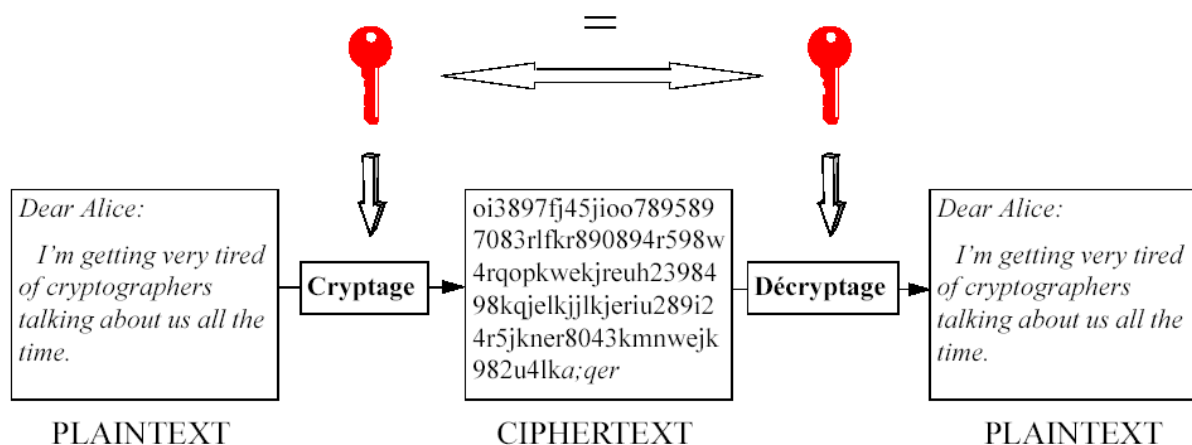 =
Dear Alice:
I'm getting very tired
of cryptographers
talking about us all the
time.
PLAINTEXT
Cryptage
oi3897fj45jioo789589
7083rlfkr890894r598w
4rqopkwekjreuh23984
98kqjelkjjlkjeriu289i2
4r5jkner8043kmnwejk
982u4lka;qer
CIPHERTEXT
Décryptage
Dear Alice:
I'm getting very tired
of cryptographers
talking about us all the
time.
PLAINTEXT